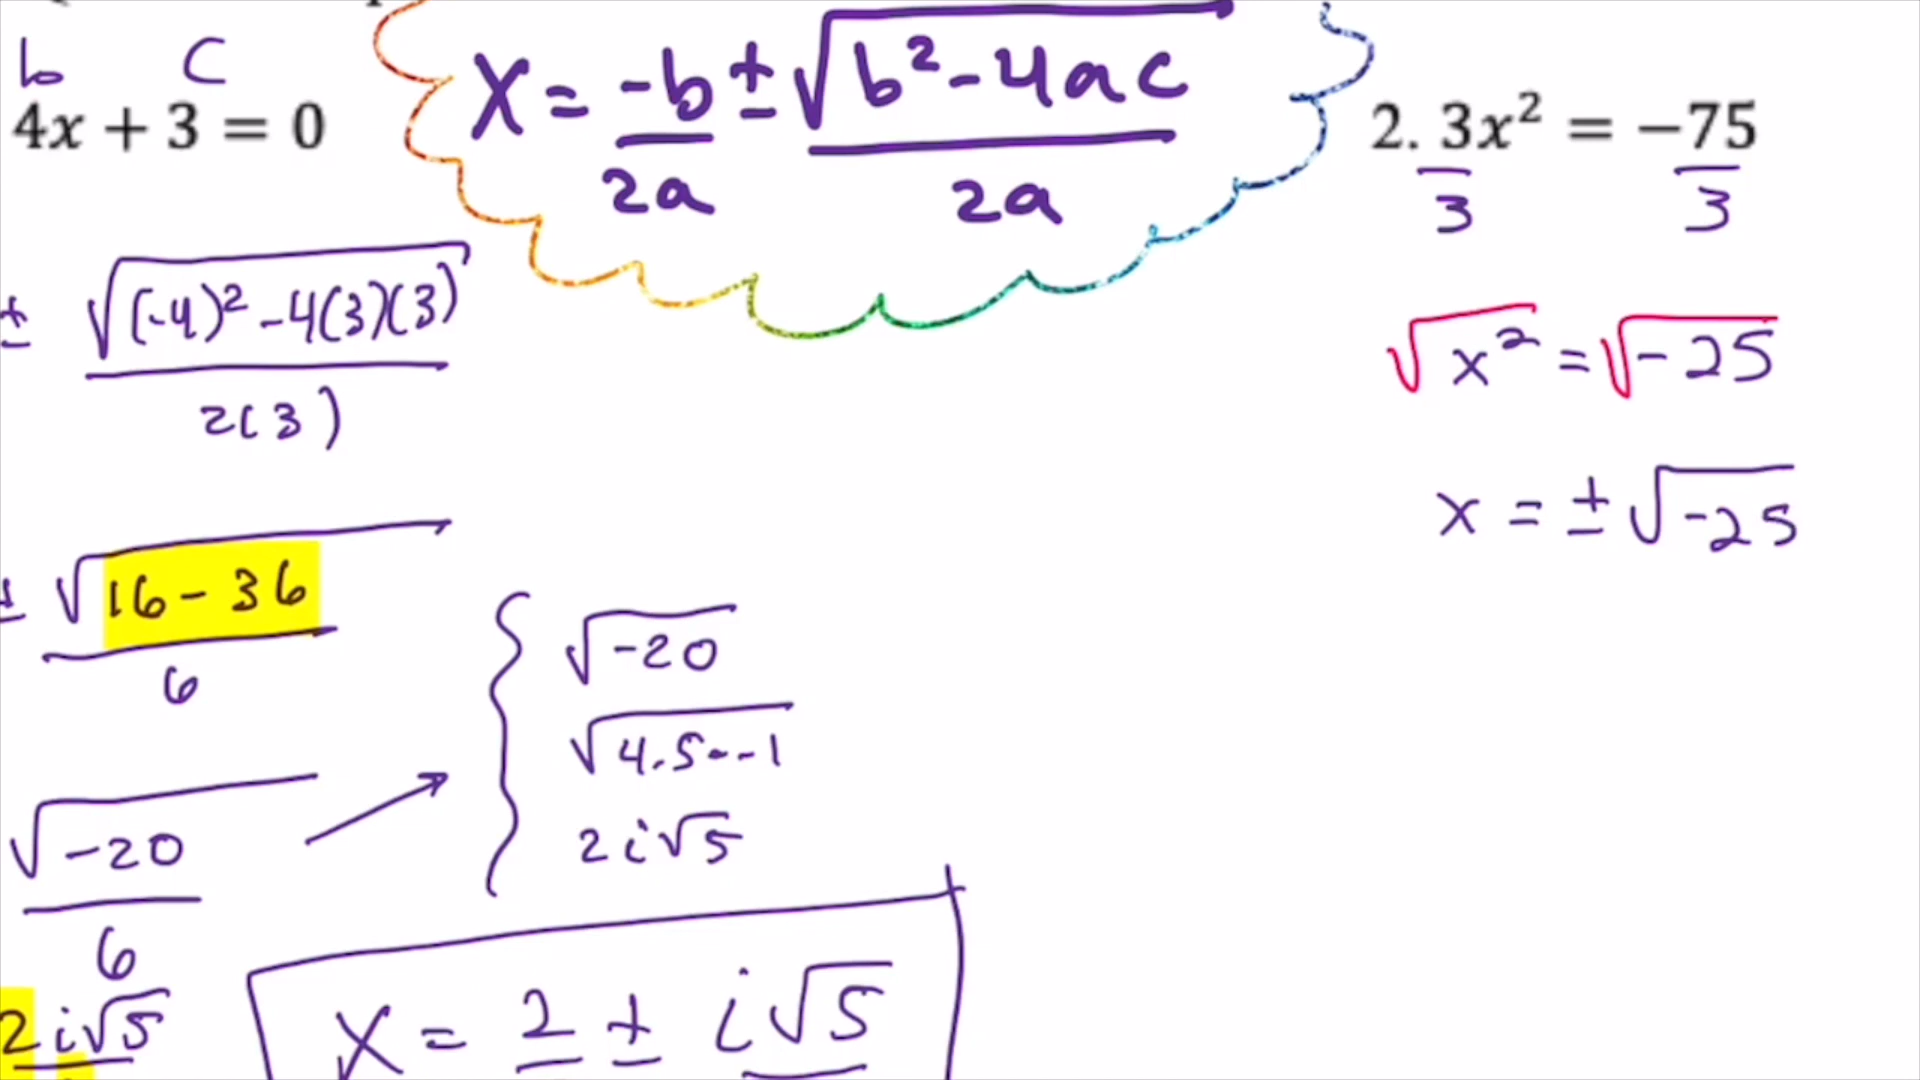 b c
4x + 3 = 0
± √((-4)² - 4(3)(3)) / 2(3)
± √(16 - 36) / 6
√-20 / 6
2i√5
x = -b/2a ± √(b² - 4ac) / 2a
√-20
√4·5·-1
2i√5
x = 2 ± i√5
2. 3x² = -75
3 3
√x² = √-25
x = ± √-25